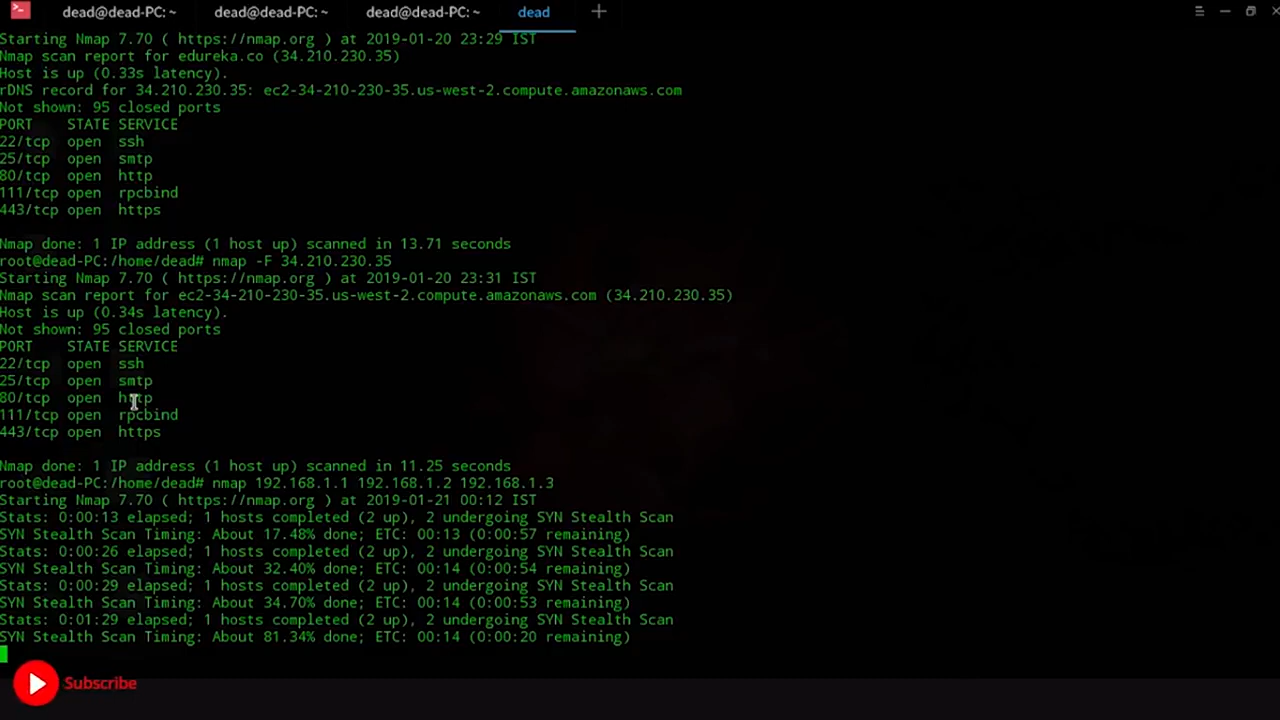 dead@dead-PC: ~ dead@dead-PC: ~ dead@dead-PC: ~ dead
Starting Nmap 7.70 ( https://nmap.org ) at 2019-01-20 23:29 IST
Nmap scan report for edureka.co (34.210.230.35)
Host is up (0.33s latency).
rDNS record for 34.210.230.35: ec2-34-210-230-35.us-west-2.compute.amazonaws.com
Not shown: 95 closed ports
PORT STATE SERVICE
22/tcp open ssh
25/tcp open smtp
80/tcp open http
111/tcp open rpcbind
443/tcp open https
Nmap done: 1 IP address (1 host up) scanned in 13.71 seconds
root@dead-PC:/home/dead# nmap -F 34.210.230.35
Starting Nmap 7.70 ( https://nmap.org ) at 2019-01-20 23:31 IST
Nmap scan report for ec2-34-210-230-35.us-west-2.compute.amazonaws.com (34.210.230.35)
Host is up (0.34s latency).
Not shown: 95 closed ports
PORT STATE SERVICE
22/tcp open ssh
25/tcp open smtp
80/tcp open http
111/tcp open rpcbind
443/tcp open https
Nmap done: 1 IP address (1 host up) scanned in 11.25 seconds
root@dead-PC:/home/dead# nmap 192.168.1.1 192.168.1.2 192.168.1.3
Starting Nmap 7.70 ( https://nmap.org ) at 2019-01-21 00:12 IST
Stats: 0:00:13 elapsed; 1 hosts completed (2 up), 2 undergoing SYN Stealth Scan
SYN Stealth Scan Timing: About 17.48% done; ETC: 00:13 (0:00:57 remaining)
Stats: 0:00:26 elapsed; 1 hosts completed (2 up), 2 undergoing SYN Stealth Scan
SYN Stealth Scan Timing: About 32.40% done; ETC: 00:14 (0:00:54 remaining)
Stats: 0:00:29 elapsed; 1 hosts completed (2 up), 2 undergoing SYN Stealth Scan
SYN Stealth Scan Timing: About 34.70% done; ETC: 00:14 (0:00:53 remaining)
Stats: 0:01:29 elapsed; 1 hosts completed (2 up), 2 undergoing SYN Stealth Scan
SYN Stealth Scan Timing: About 81.34% done; ETC: 00:14 (0:00:20 remaining)
Subscribe